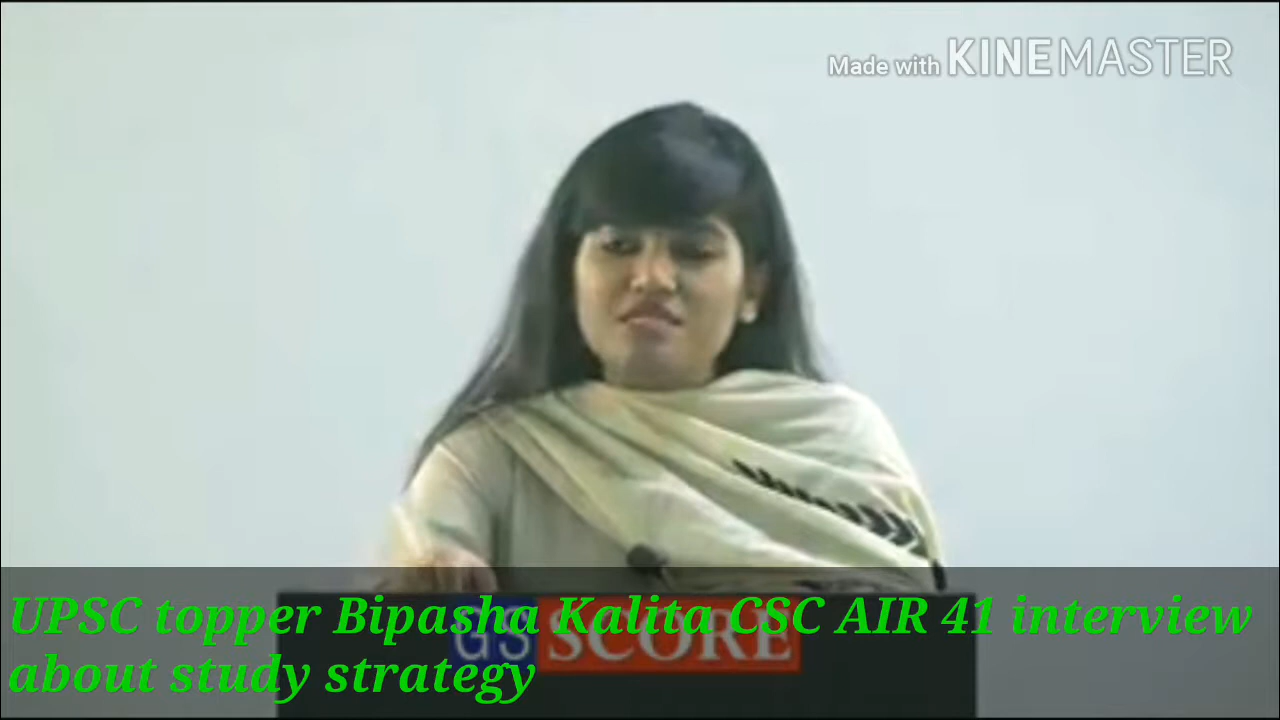 Made with KINEMASTER
UPSC topper Bipasha Kalita CSC AIR 41 interview
about study strategy
GS SCORE